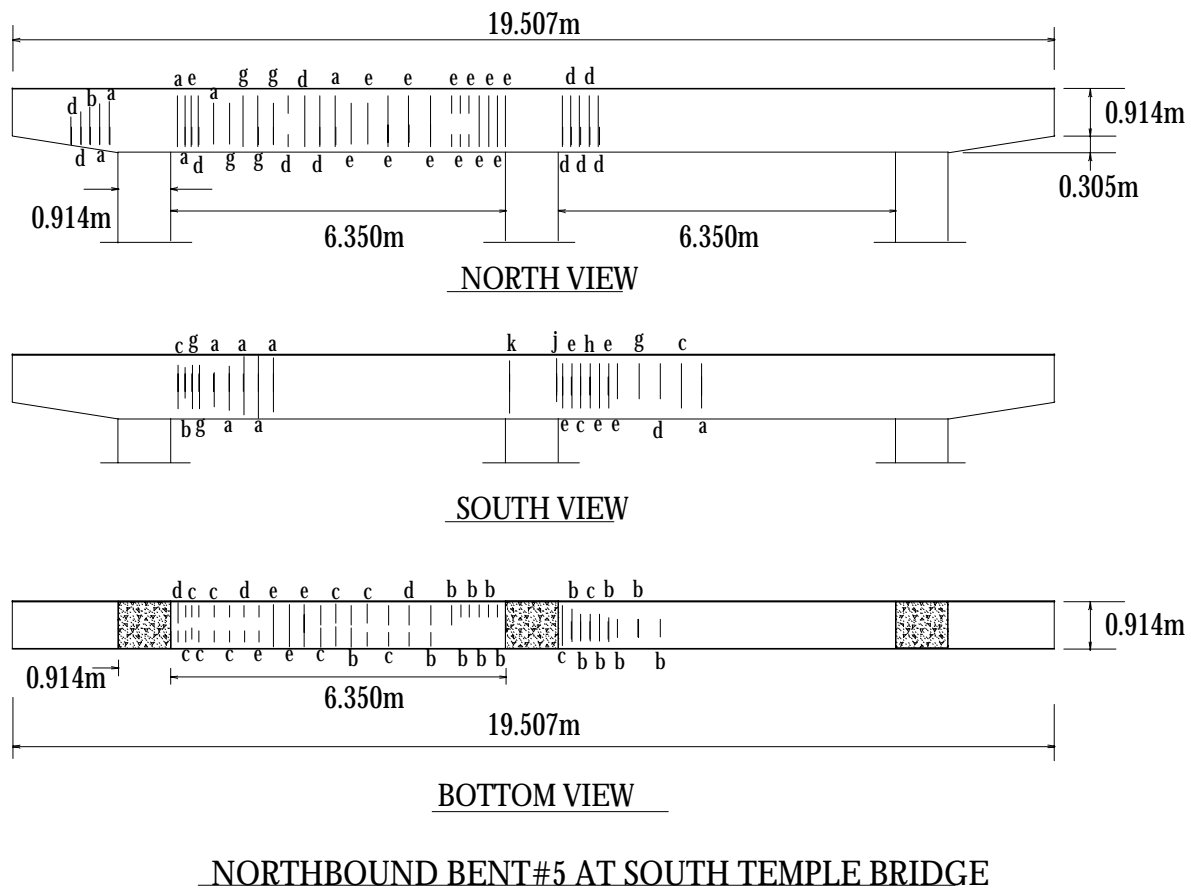 19.507m
a e g g d a e e e e e e d d
d b a a
0.914m
d a a d g g d d e e e e e e d d d
0.305m
0.914m
6.350m 6.350m
NORTH VIEW
c g a a a k j e h e g c
b g a a e c e e d a
SOUTH VIEW
d c c d e e c c d b b b b c b b
0.914m
c c c e e c b c b b b b c b b b b
0.914m
6.350m
19.507m
BOTTOM VIEW
NORTHBOUND BENT#5 AT SOUTH TEMPLE BRIDGE